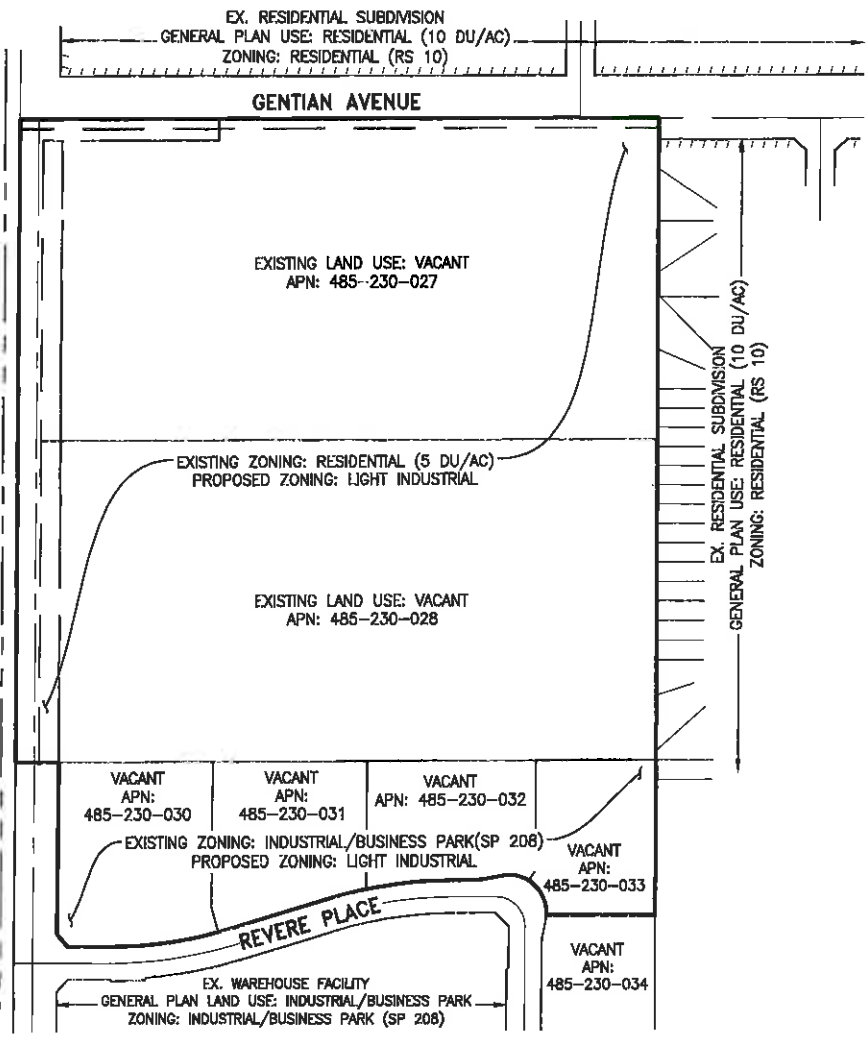 EX. RESIDENTIAL SUBDIVISION
GENERAL PLAN USE: RESIDENTIAL (10 DU/AC)
ZONING: RESIDENTIAL (RS 10)
GENTIAN AVENUE
EXISTING LAND USE: VACANT
APN: 485-230-027
EX. RESIDENTIAL SUBDIVISION
GENERAL PLAN USE: RESIDENTIAL (10 DU/AC)
ZONING: RESIDENTIAL (RS 10)
EXISTING ZONING: RESIDENTIAL (5 DU/AC)
PROPOSED ZONING: LIGHT INDUSTRIAL
EXISTING LAND USE: VACANT
APN: 485-230-028
VACANT
APN:
485-230-030
VACANT
APN:
485-230-031
VACANT
APN: 485-230-032
EXISTING ZONING: INDUSTRIAL/BUSINESS PARK(SP 208)
PROPOSED ZONING: LIGHT INDUSTRIAL
VACANT
APN:
485-230-033
REVERE PLACE
VACANT
APN:
485-230-034
EX. WAREHOUSE FACILITY
GENERAL PLAN LAND USE: INDUSTRIAL/BUSINESS PARK
ZONING: INDUSTRIAL/BUSINESS PARK (SP 208)